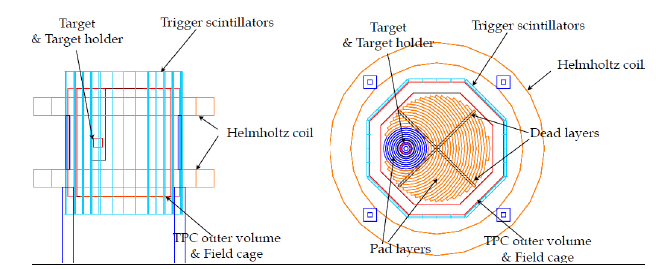 Target
& Target holder
Trigger scintillators
Helmholtz coil
TPC outer volume
& Field cage
Target
& Target holder
Trigger scintillators
Helmholtz coil
Dead layers
Pad layers
TPC outer volume
& Field cage